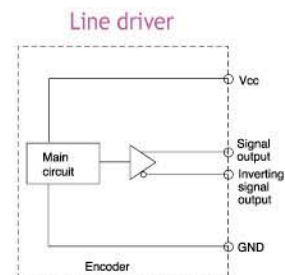 Line driver
Vcc
Main
circuit
Signal
output
Inverting
signal
output
GND
Encoder